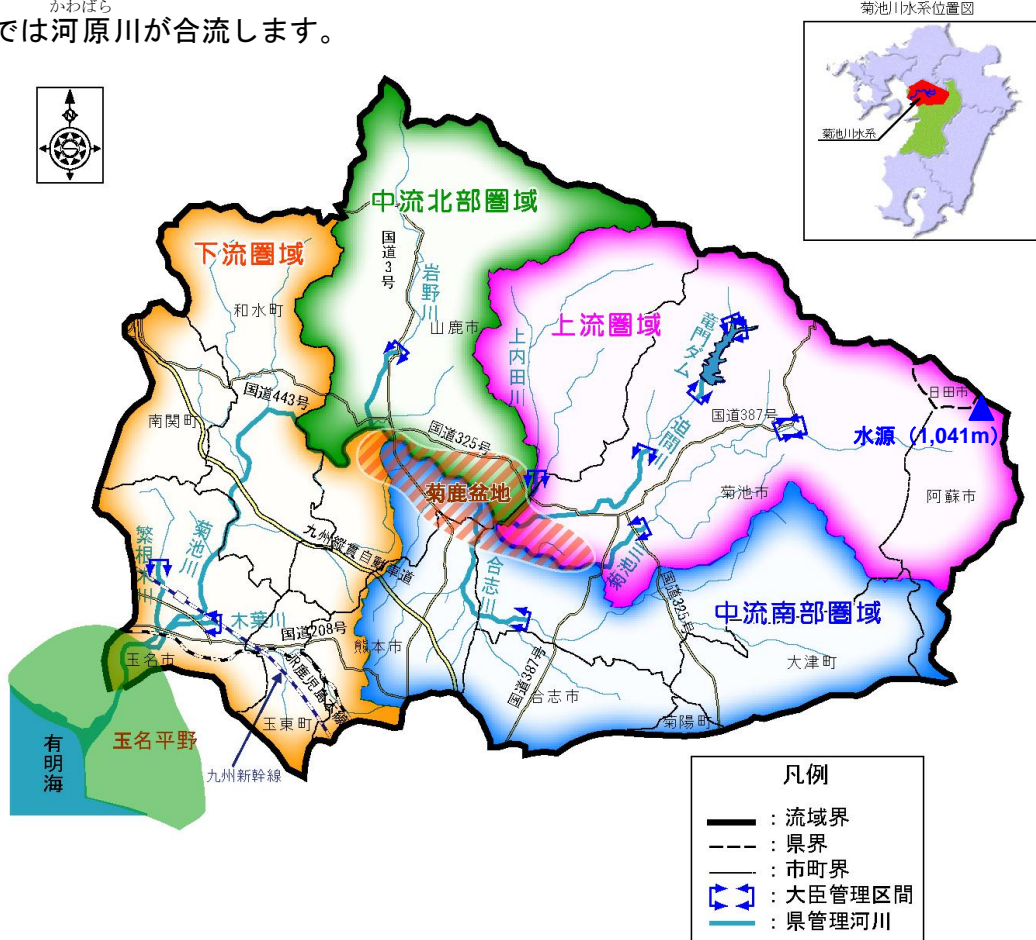 かわばら
では河原川が合流します。
菊池川水系位置図
菊池川水系
中流北部圏域
下流圏域
国道3号
岩野川
和水町
山鹿市
上内田川
上流圏域
竜門ダム
日田市
国道443号
国道387号
水源（1,041m）
南関町
国道325号
迫間川
菊池市
阿蘇市
菊鹿盆地
九州縦貫自動車道
繁根木川
菊池川
合志川
菊池川
国道325号
中流南部圏域
木葉川
国道208号
熊本市
玉名市
JR鹿児島本線
国道387号
大津町
合志市
玉東町
菊陽町
有明海
玉名平野
九州新幹線
凡例
：流域界
：県界
：市町界
：大臣管理区間
：県管理河川